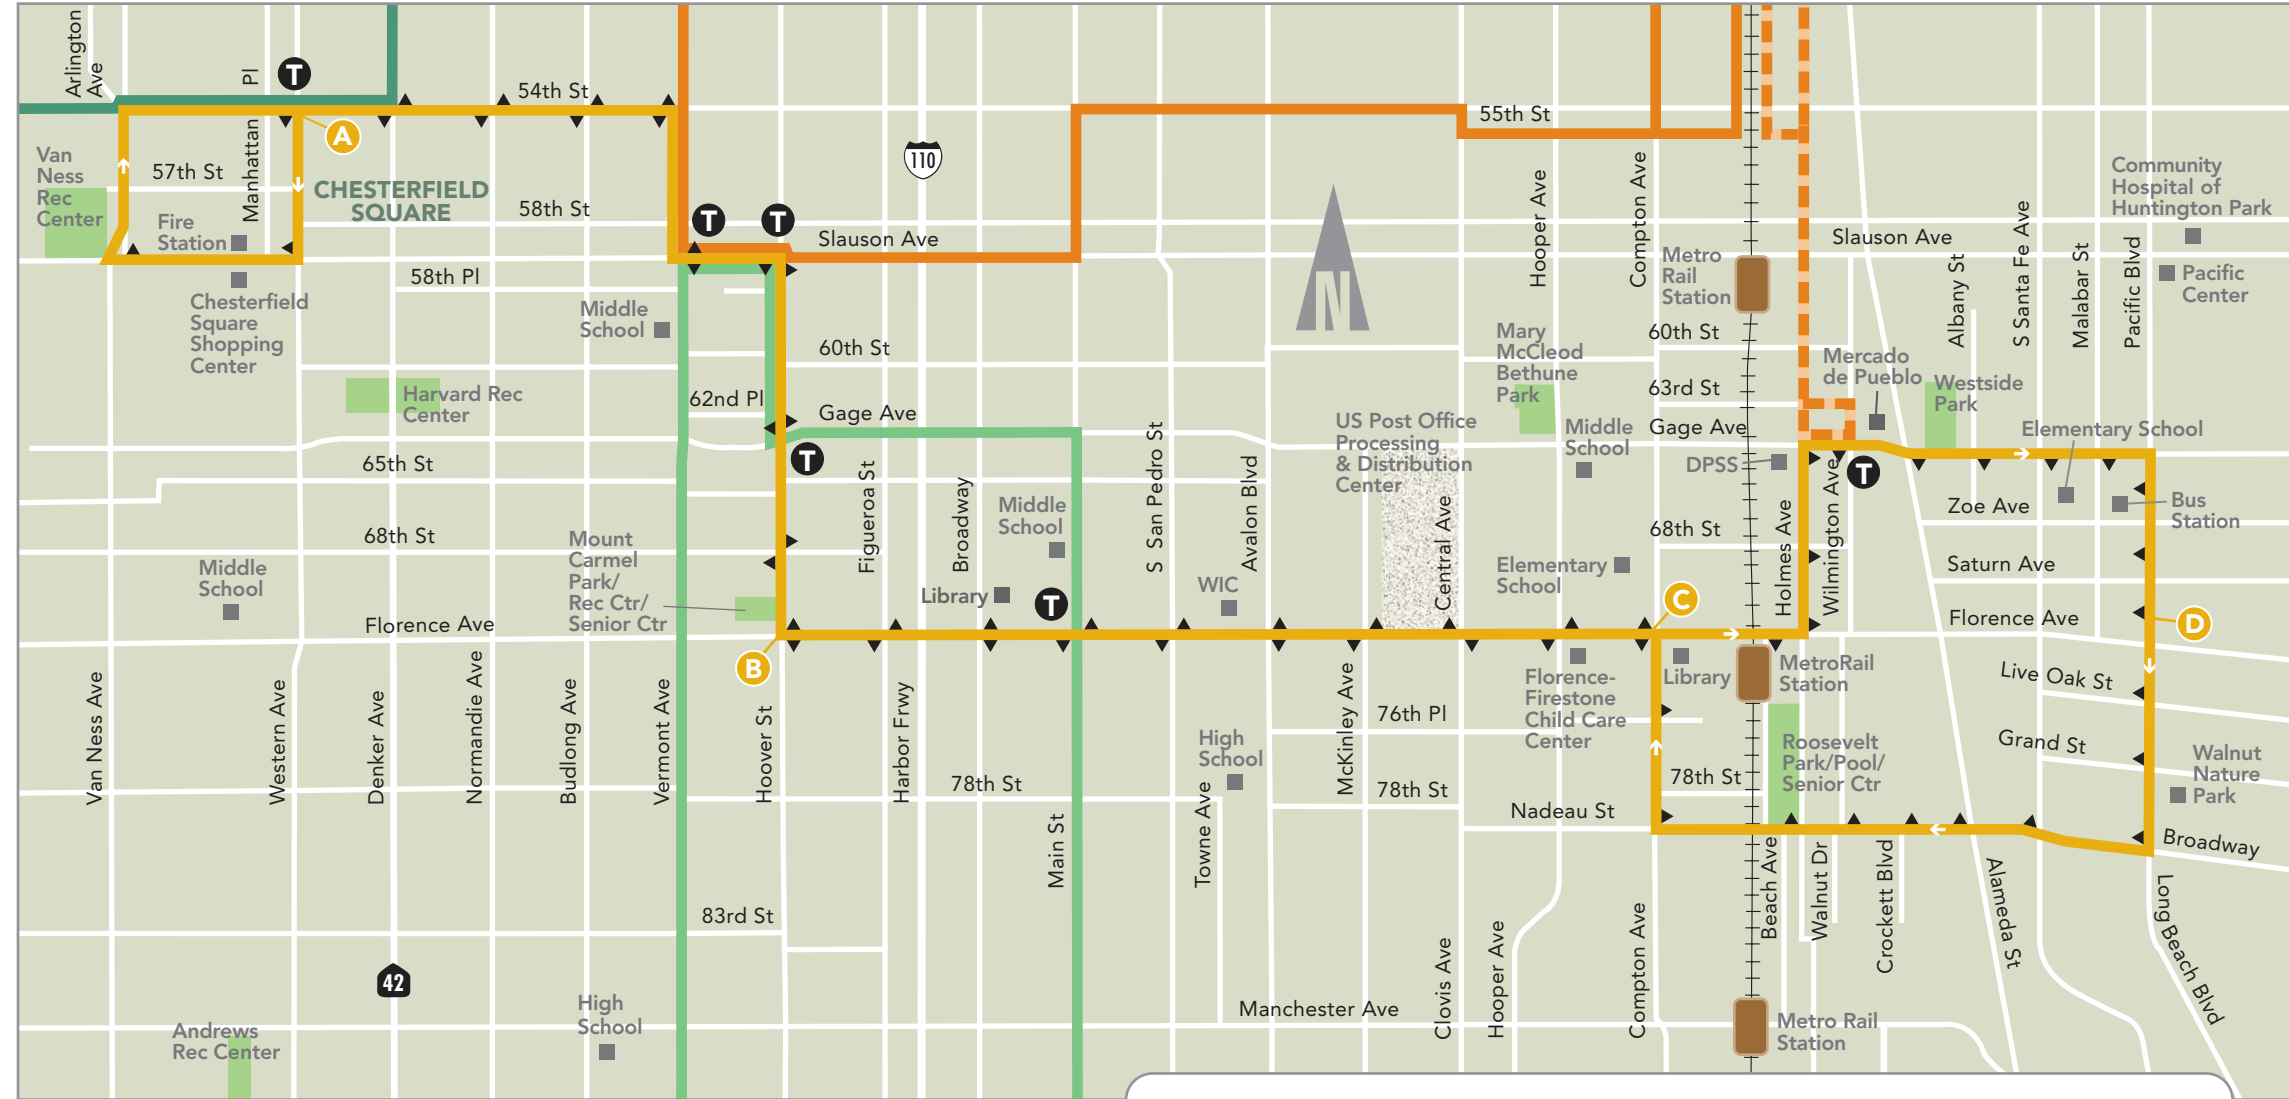 Arlington
Ave
Pl
T
54th St
A
55th St
110
Van
Ness
Rec
Center
57th St
Manhattan
CHESTERFIELD
SQUARE
Fire
Station
58th St
T
T
Slauson Ave
58th Pl
Chesterfield
Square
Shopping
Center
Middle
School
Harvard Rec
Center
60th St
62nd Pl
Gage Ave
T
N
Hooper Ave
Compton Ave
Metro
Rail
Station
Slauson Ave
Community
Hospital of
Huntington Park
Pacific
Center
Albany St
S Santa Fe Ave
Malabar St
Pacific Blvd
Mary
McCleod
Bethune
Park
60th St
63rd St
Gage Ave
Mercado
de Pueblo
Westside
Park
Middle
School
US Post Office
Processing
& Distribution
Center
DPSS
T
Elementary School
Bus
Station
Zoe Ave
65th St
68th St
Middle
School
Mount
Carmel
Park/
Rec Ctr/
Senior Ctr
Figueroa St
Broadway
Middle
School
Library
T
S San Pedro St
Avalon Blvd
WIC
Central Ave
Elementary
School
68th St
Holmes Ave
Wilmington Ave
Saturn Ave
Florence Ave
C
D
Florence Ave
B
Van Ness Ave
Western Ave
Denker Ave
Normandie Ave
Budlong Ave
Vermont Ave
Hoover St
Harbor Frwy
78th St
Main St
High
School
Towne Ave
McKinley Ave
76th Pl
78th St
Florence-
Firestone
Child Care
Center
Library
MetroRail
Station
Live Oak St
Grand St
Roosevelt
Park/Pool/
Senior Ctr
78th St
Nadeau St
Walnut
Nature
Park
Broadway
83rd St
42
High
School
Andrews
Rec Center
Manchester Ave
Clovis Ave
Hooper Ave
Compton Ave
Beach Ave
Walnut Dr
Crockett Blvd
Alameda St
Long Beach Blvd
Metro Rail
Station